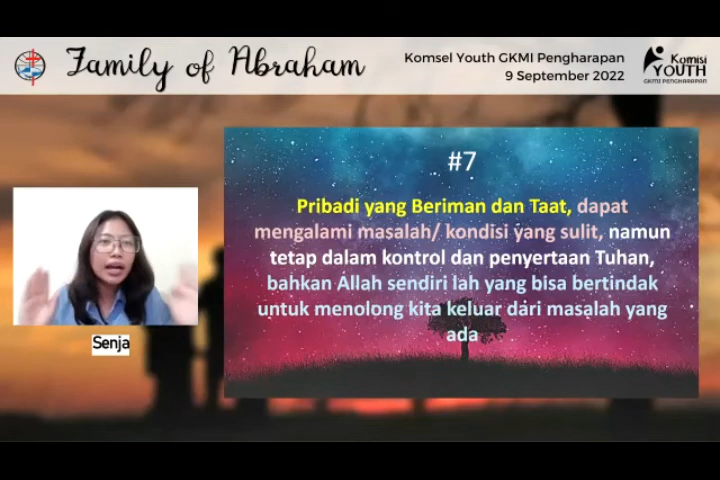 Family of Abraham
Komsel Youth GKMI Pengharapan
9 September 2022
Komisi
YOUTH
GKMI PENGHARAPAN
#7
Pribadi yang Beriman dan Taat, dapat
mengalami masalah/ kondisi yang sulit, namun
tetap dalam kontrol dan penyertaan Tuhan,
bahkan Allah sendiri lah yang bisa bertindak
untuk menolong kita keluar dari masalah yang
ada
Senja